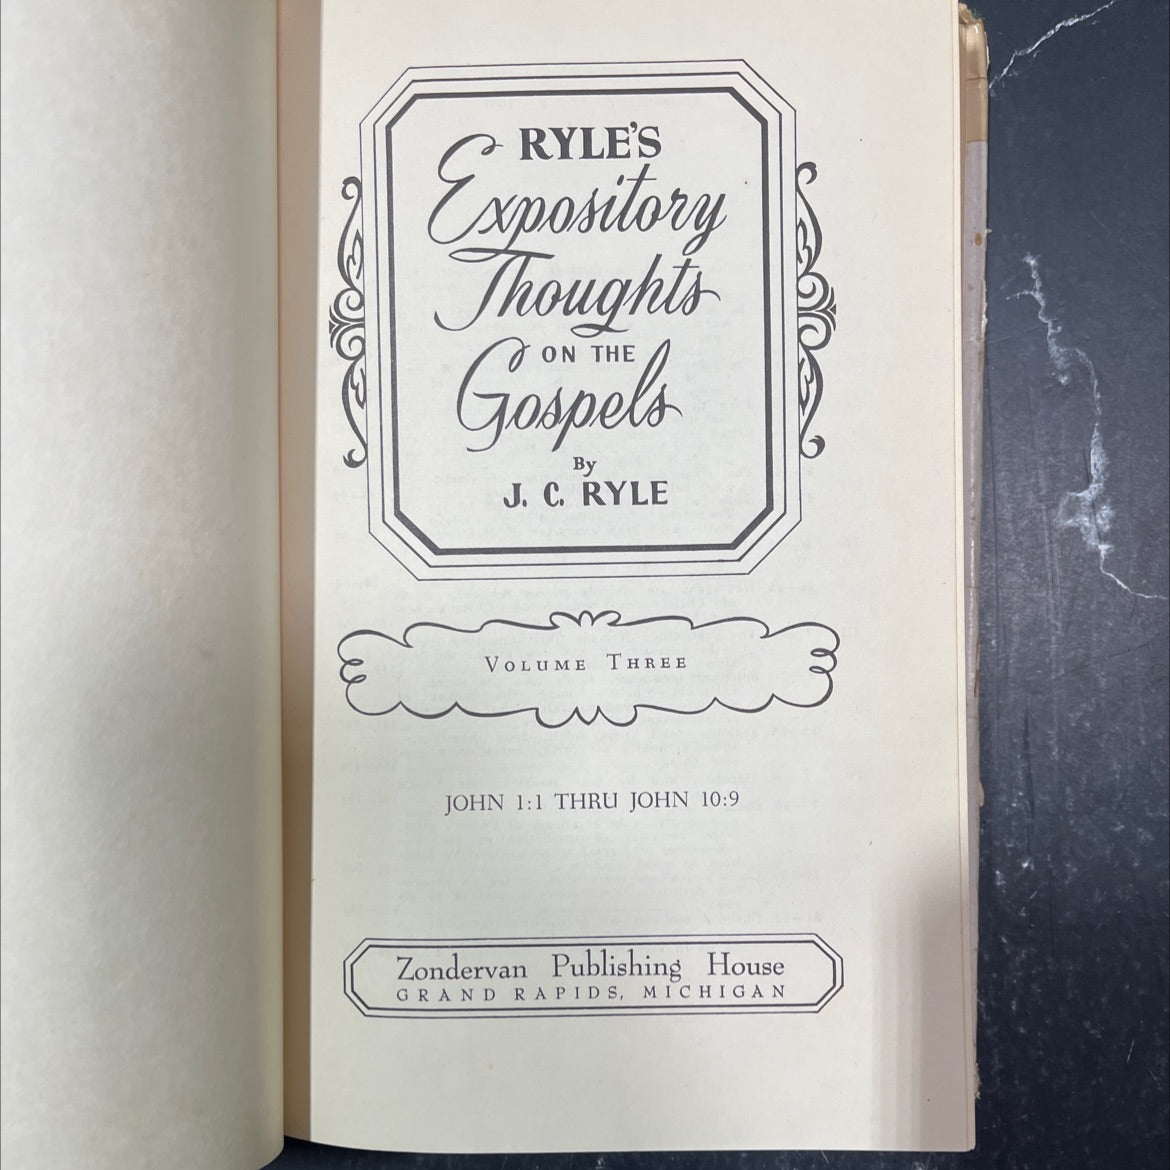 RYLE'S
Expository
Thoughts
ON THE
Gospels
By
J. C. RYLE
VOLUME THREE
JOHN 1:1 THRU JOHN 10:9
Zondervan Publishing House
GRAND RAPIDS, MICHIGAN